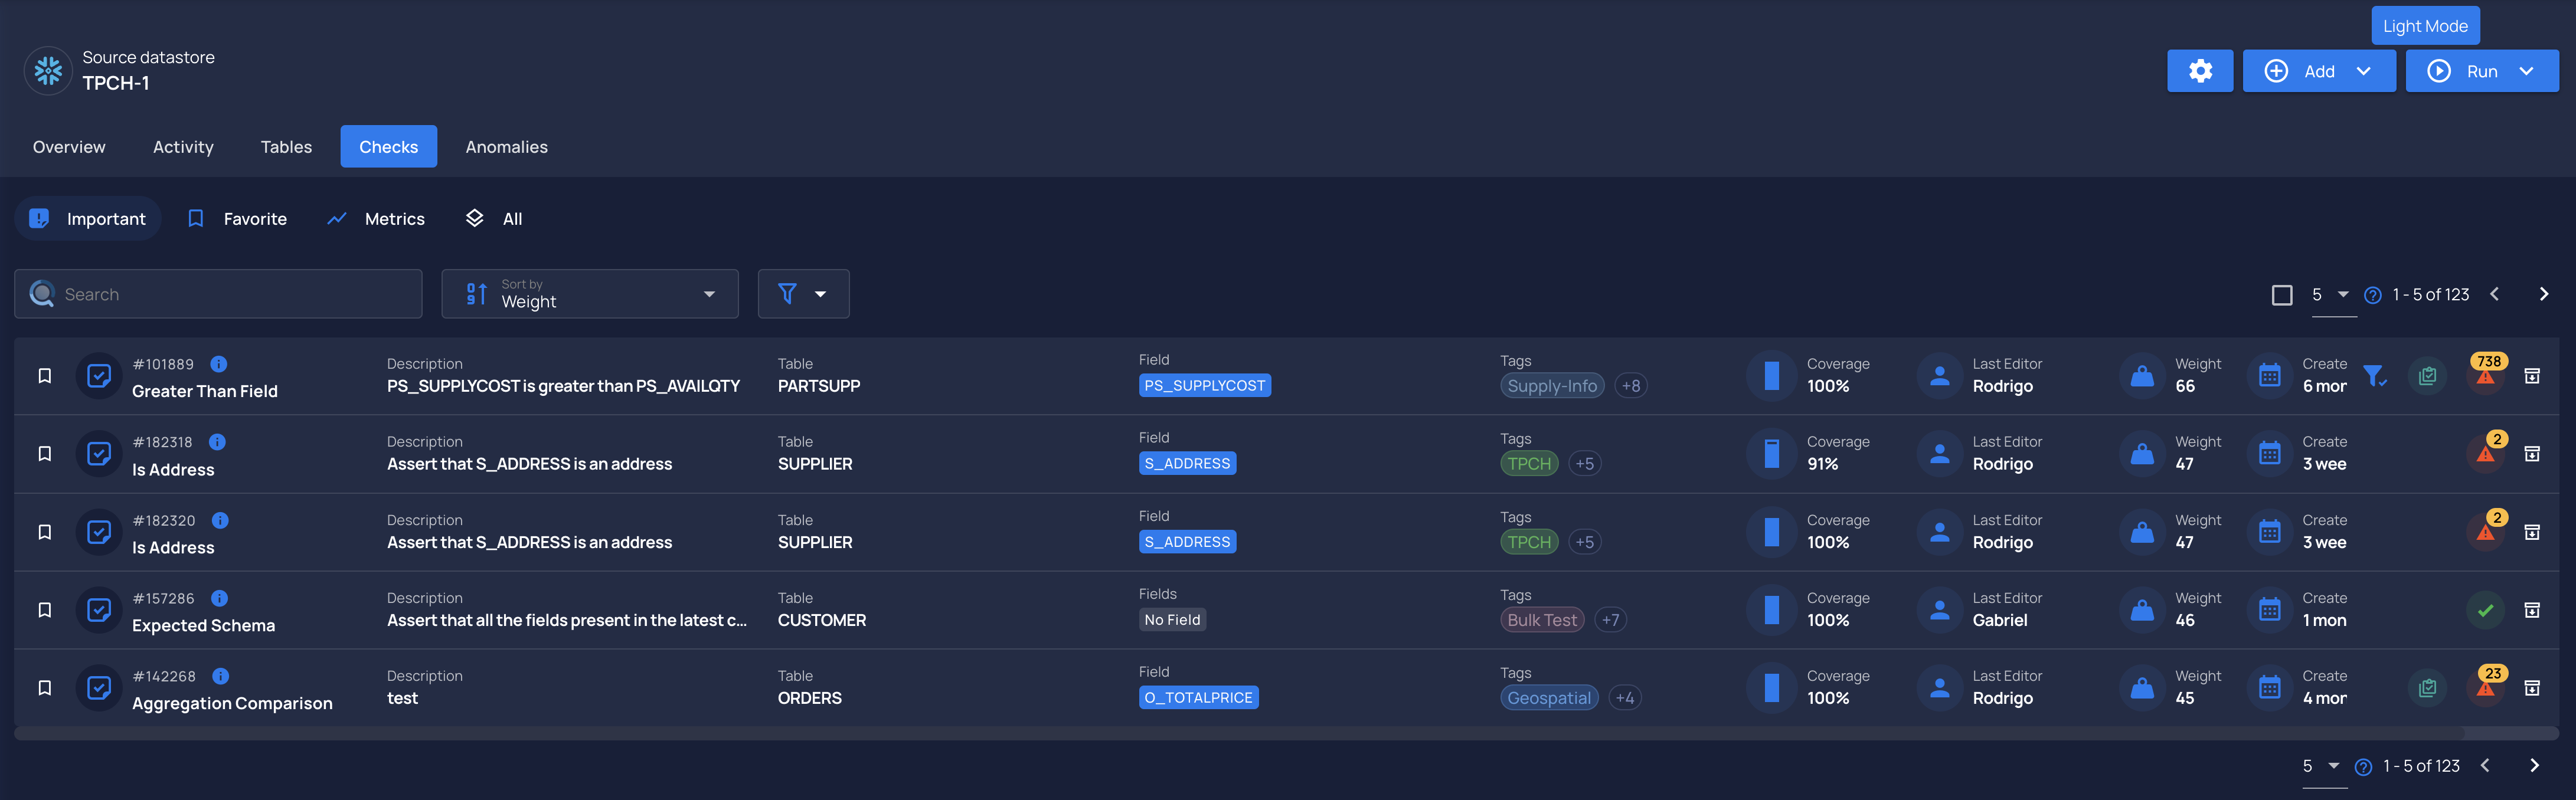 Light Mode
Source datastore
TPCH-1
Add
Run
Overview
Activity
Tables
Checks
Anomalies
Important
Favorite
Metrics
All
Search
Sort by
Weight
5
1 - 5 of 123
#101889
Greater Than Field
Description
PS_SUPPLYCOST is greater than PS_AVAILQTY
Table
PARTSUPP
Field
PS_SUPPLYCOST
Tags
Supply-Info
+8
Coverage
100%
Last Editor
Rodrigo
Weight
66
Create
6 mor
738
#182318
Is Address
Description
Assert that S_ADDRESS is an address
Table
SUPPLIER
Field
S_ADDRESS
Tags
TPCH
+5
Coverage
91%
Last Editor
Rodrigo
Weight
47
Create
3 wee
2
#182320
Is Address
Description
Assert that S_ADDRESS is an address
Table
SUPPLIER
Field
S_ADDRESS
Tags
TPCH
+5
Coverage
100%
Last Editor
Rodrigo
Weight
47
Create
3 wee
2
#157286
Expected Schema
Description
Assert that all the fields present in the latest c...
Table
CUSTOMER
Fields
No Field
Tags
Bulk Test
+7
Coverage
100%
Last Editor
Gabriel
Weight
46
Create
1 mon
#142268
Aggregation Comparison
Description
test
Table
ORDERS
Field
O_TOTALPRICE
Tags
Geospatial
+4
Coverage
100%
Last Editor
Rodrigo
Weight
45
Create
4 mor
23
5
1 - 5 of 123